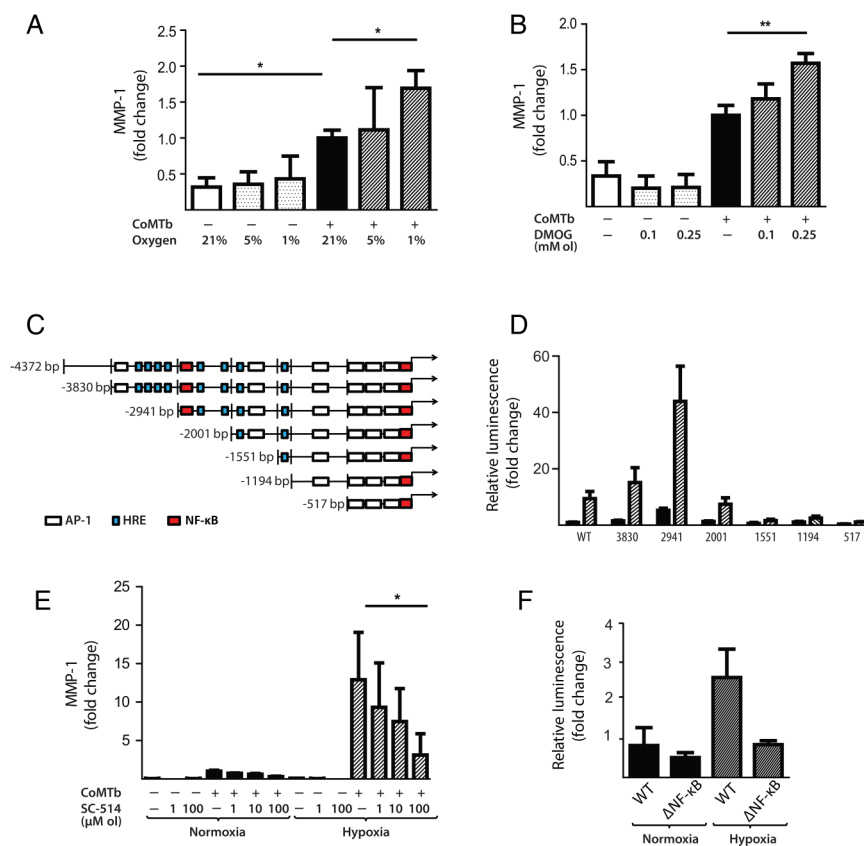 A
MMP-1
(fold change)
2.5
2.0
1.5
1.0
0.5
*
*
CoMTb – – – + + +
Oxygen 21% 5% 1% 21% 5% 1%
B
MMP-1
(fold change)
2.0
1.5
1.0
0.5
**
CoMTb – – – + + +
DMOG – 0.1 0.25 – 0.1 0.25
(mM ol)
C
-4372 bp
-3830 bp
-2941 bp
-2001 bp
-1551 bp
-1194 bp
-517 bp
AP-1 HRE NF-κB
D
Relative luminescence
(fold change)
60
40
20
WT 3830 2941 2001 1551 1194 517
E
MMP-1
(fold change)
25
20
15
10
5
*
CoMTb – – – + + + + – – – + + + +
SC-514 – 1 100 – 1 10 100 – 1 100 – 1 10 100
(μM ol)
Normoxia Hypoxia
F
Relative luminescence
(fold change)
4
3
2
1
WT ΔNF-κB WT ΔNF-κB
Normoxia Hypoxia